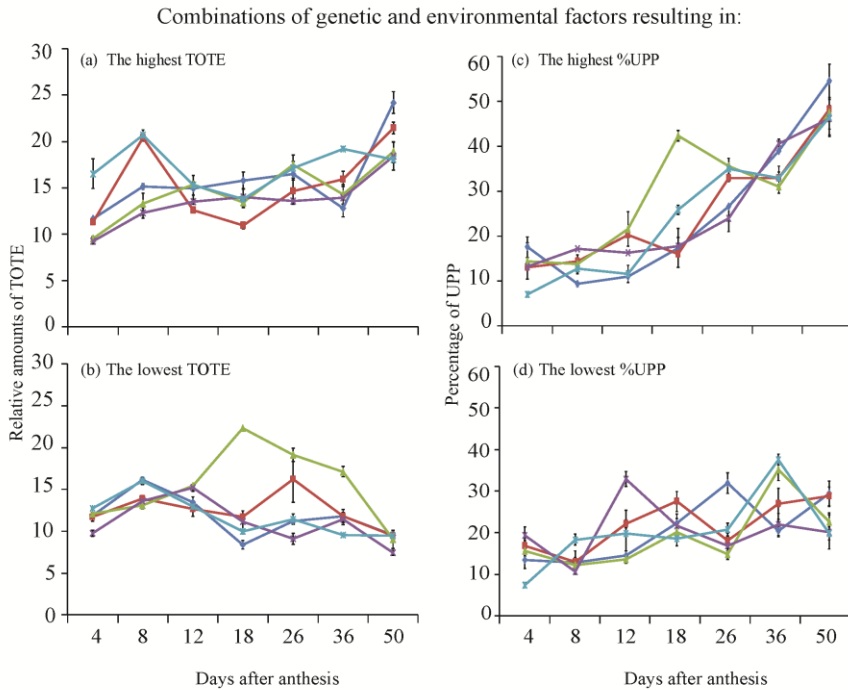 Combinations of genetic and environmental factors resulting in:
(a) The highest TOTE
30
25
20
15
10
5
0
(b) The lowest TOTE
30
25
20
15
10
5
0
Relative amounts of TOTE
4 8 12 18 26 36 50
Days after anthesis
(c) The highest %UPP
60
50
40
30
20
10
0
(d) The lowest %UPP
60
50
40
30
20
10
0
Percentage of UPP
4 8 12 18 26 36 50
Days after anthesis